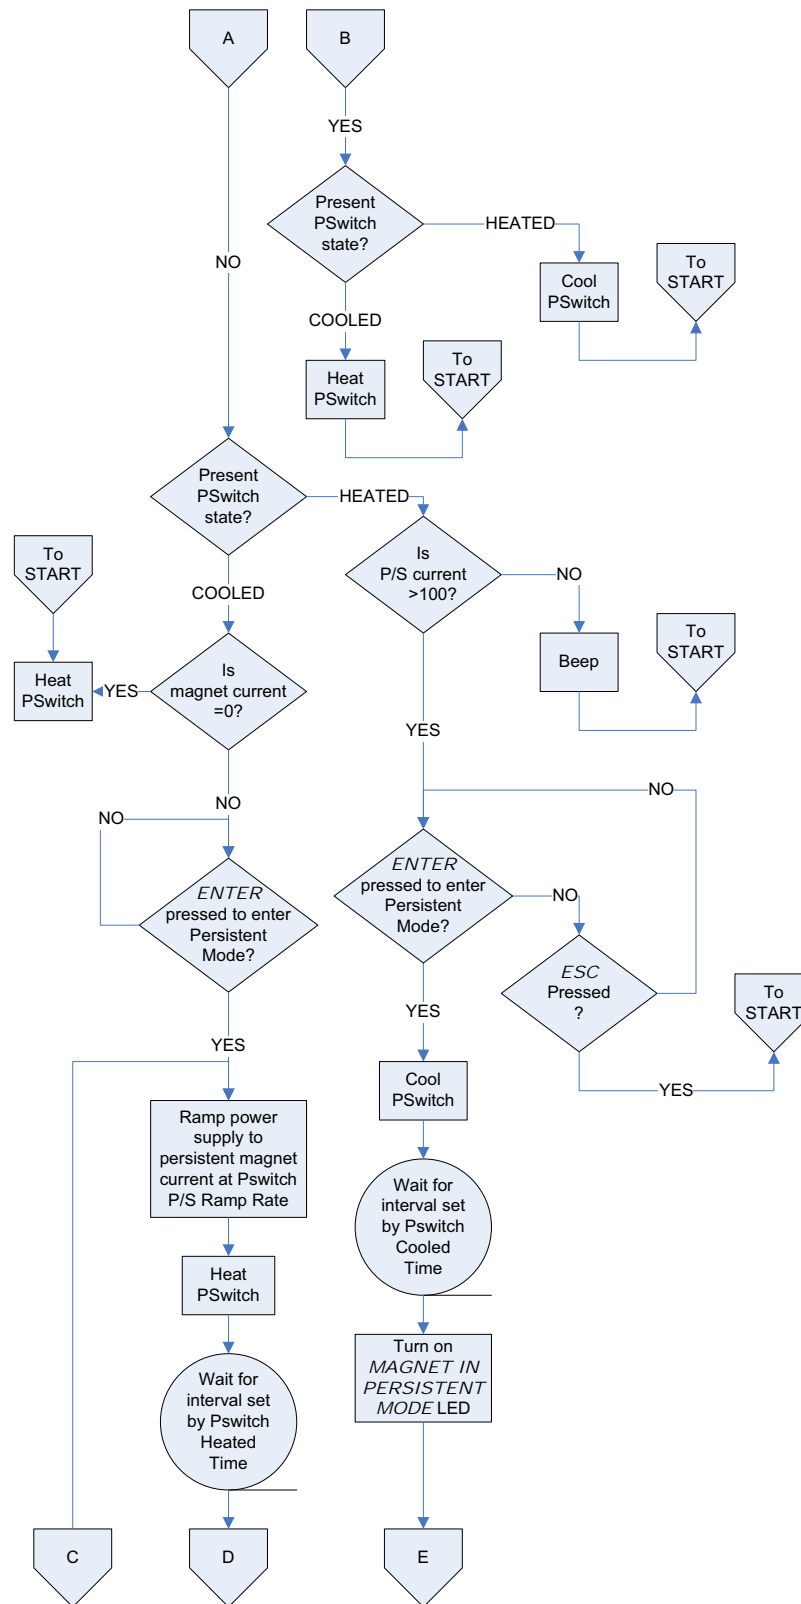 A
B
YES
Present
PSwitch
state?
HEATED
To
START
Cool
PSwitch
NO
COOLED
Heat
PSwitch
To
START
Present
PSwitch
state?
HEATED
To
START
Is
P/S current
>100?
NO
COOLED
Beep
To
START
Heat
PSwitch
YES
Is
magnet current
=0?
YES
NO
NO
NO
ENTER
pressed to enter
Persistent
Mode?
ENTER
pressed to enter
Persistent
Mode?
NO
ESC
Pressed
?
To
START
YES
YES
YES
Cool
PSwitch
Ramp power
supply to
persistent magnet
current at Pswitch
P/S Ramp Rate
Wait for
interval set
by Pswitch
Cooled
Time
Heat
PSwitch
Turn on
MAGNET IN
PERSISTENT
MODE LED
Wait for
interval set
by Pswitch
Heated
Time
C
D
E